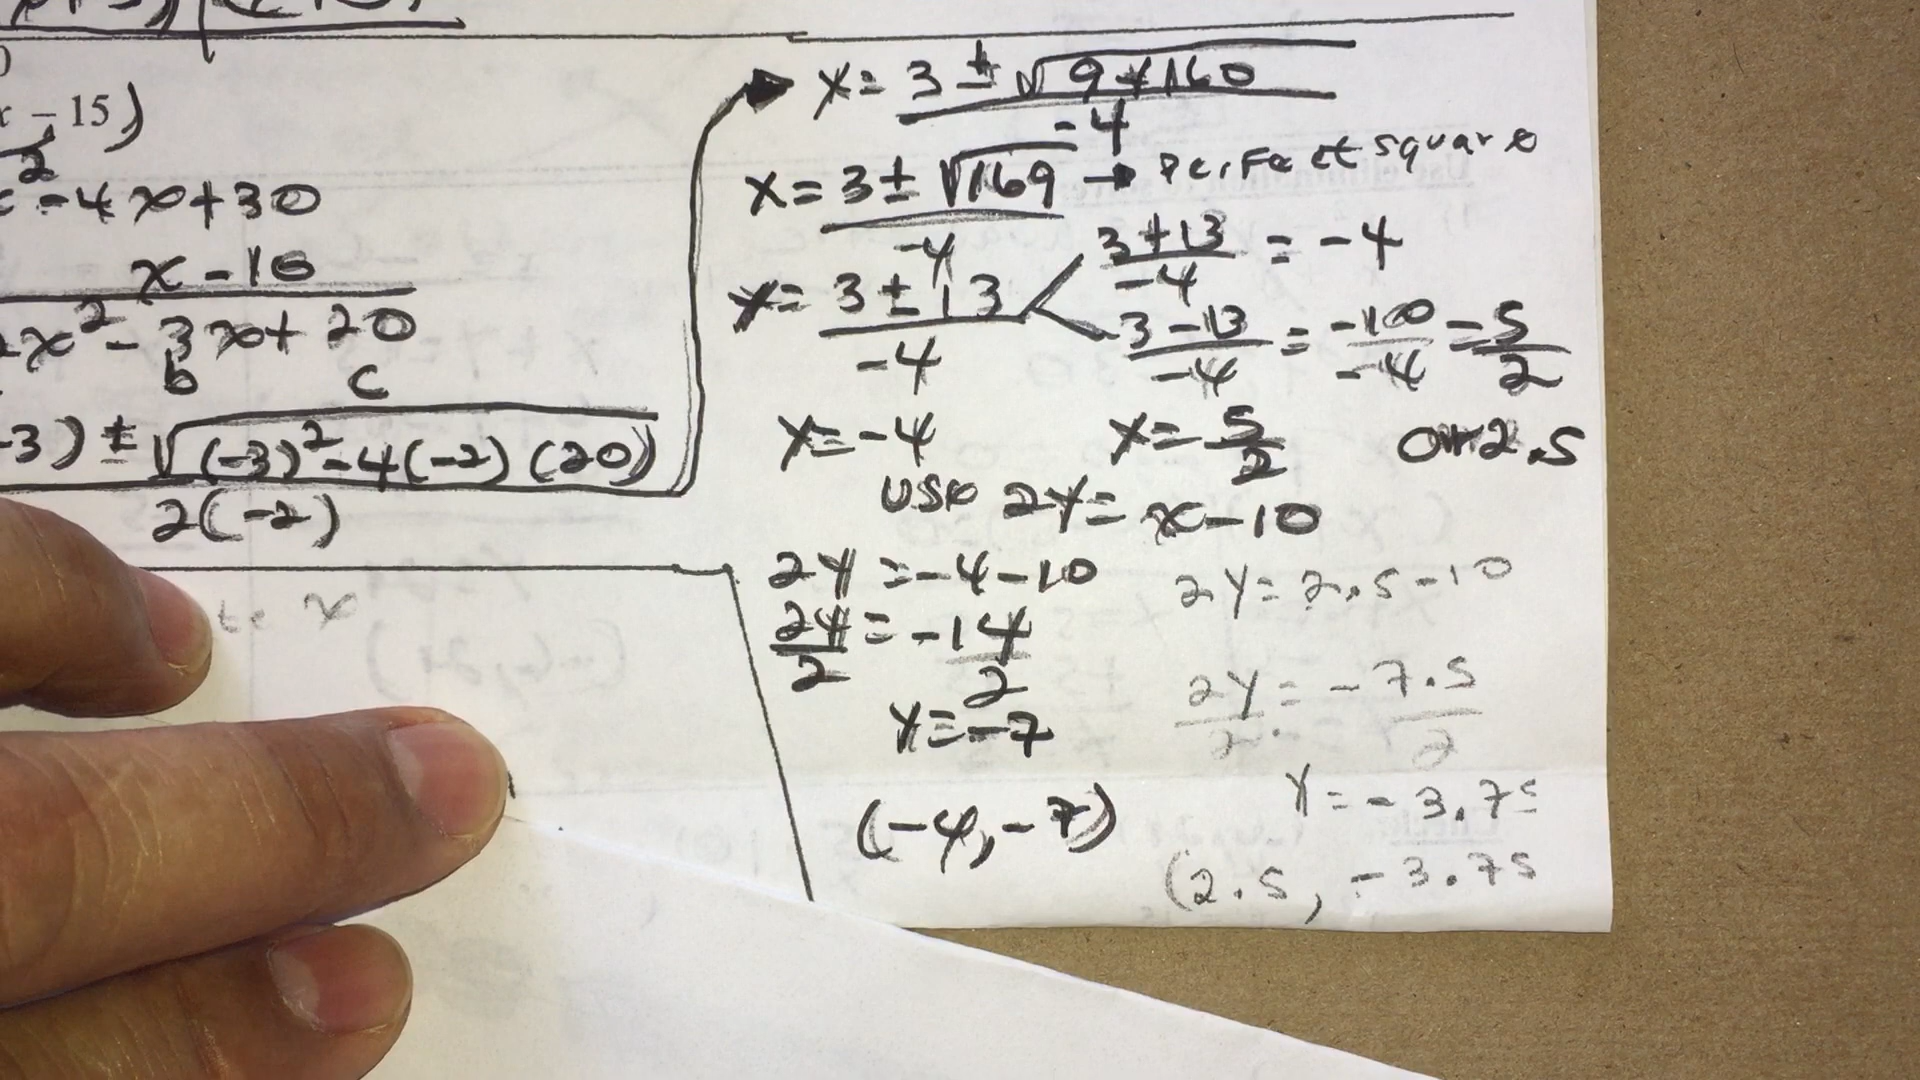 - 15)
2
- 4x + 30
x - 10
x² - 3x + 20
b c
-3) ± √(-3)² - 4(-2)(20)
2(-2)
x
x = 3 ± √9 + 160
-4
x = 3 ± √169 → Perfect square
-4
x = 3 ± 13
-4
3 + 13 = -4
-4
3 - 13 = -10 = 5
-4 -4 2
x = -4 x = 5 or 2.5
2
use 2y = x - 10
2y = -4 - 10
2y = -14
2 2
y = -7
(-4, -7)
2y = 2.5 - 10
2y = -7.5
2 2
y = -3.75
(2.5, -3.75